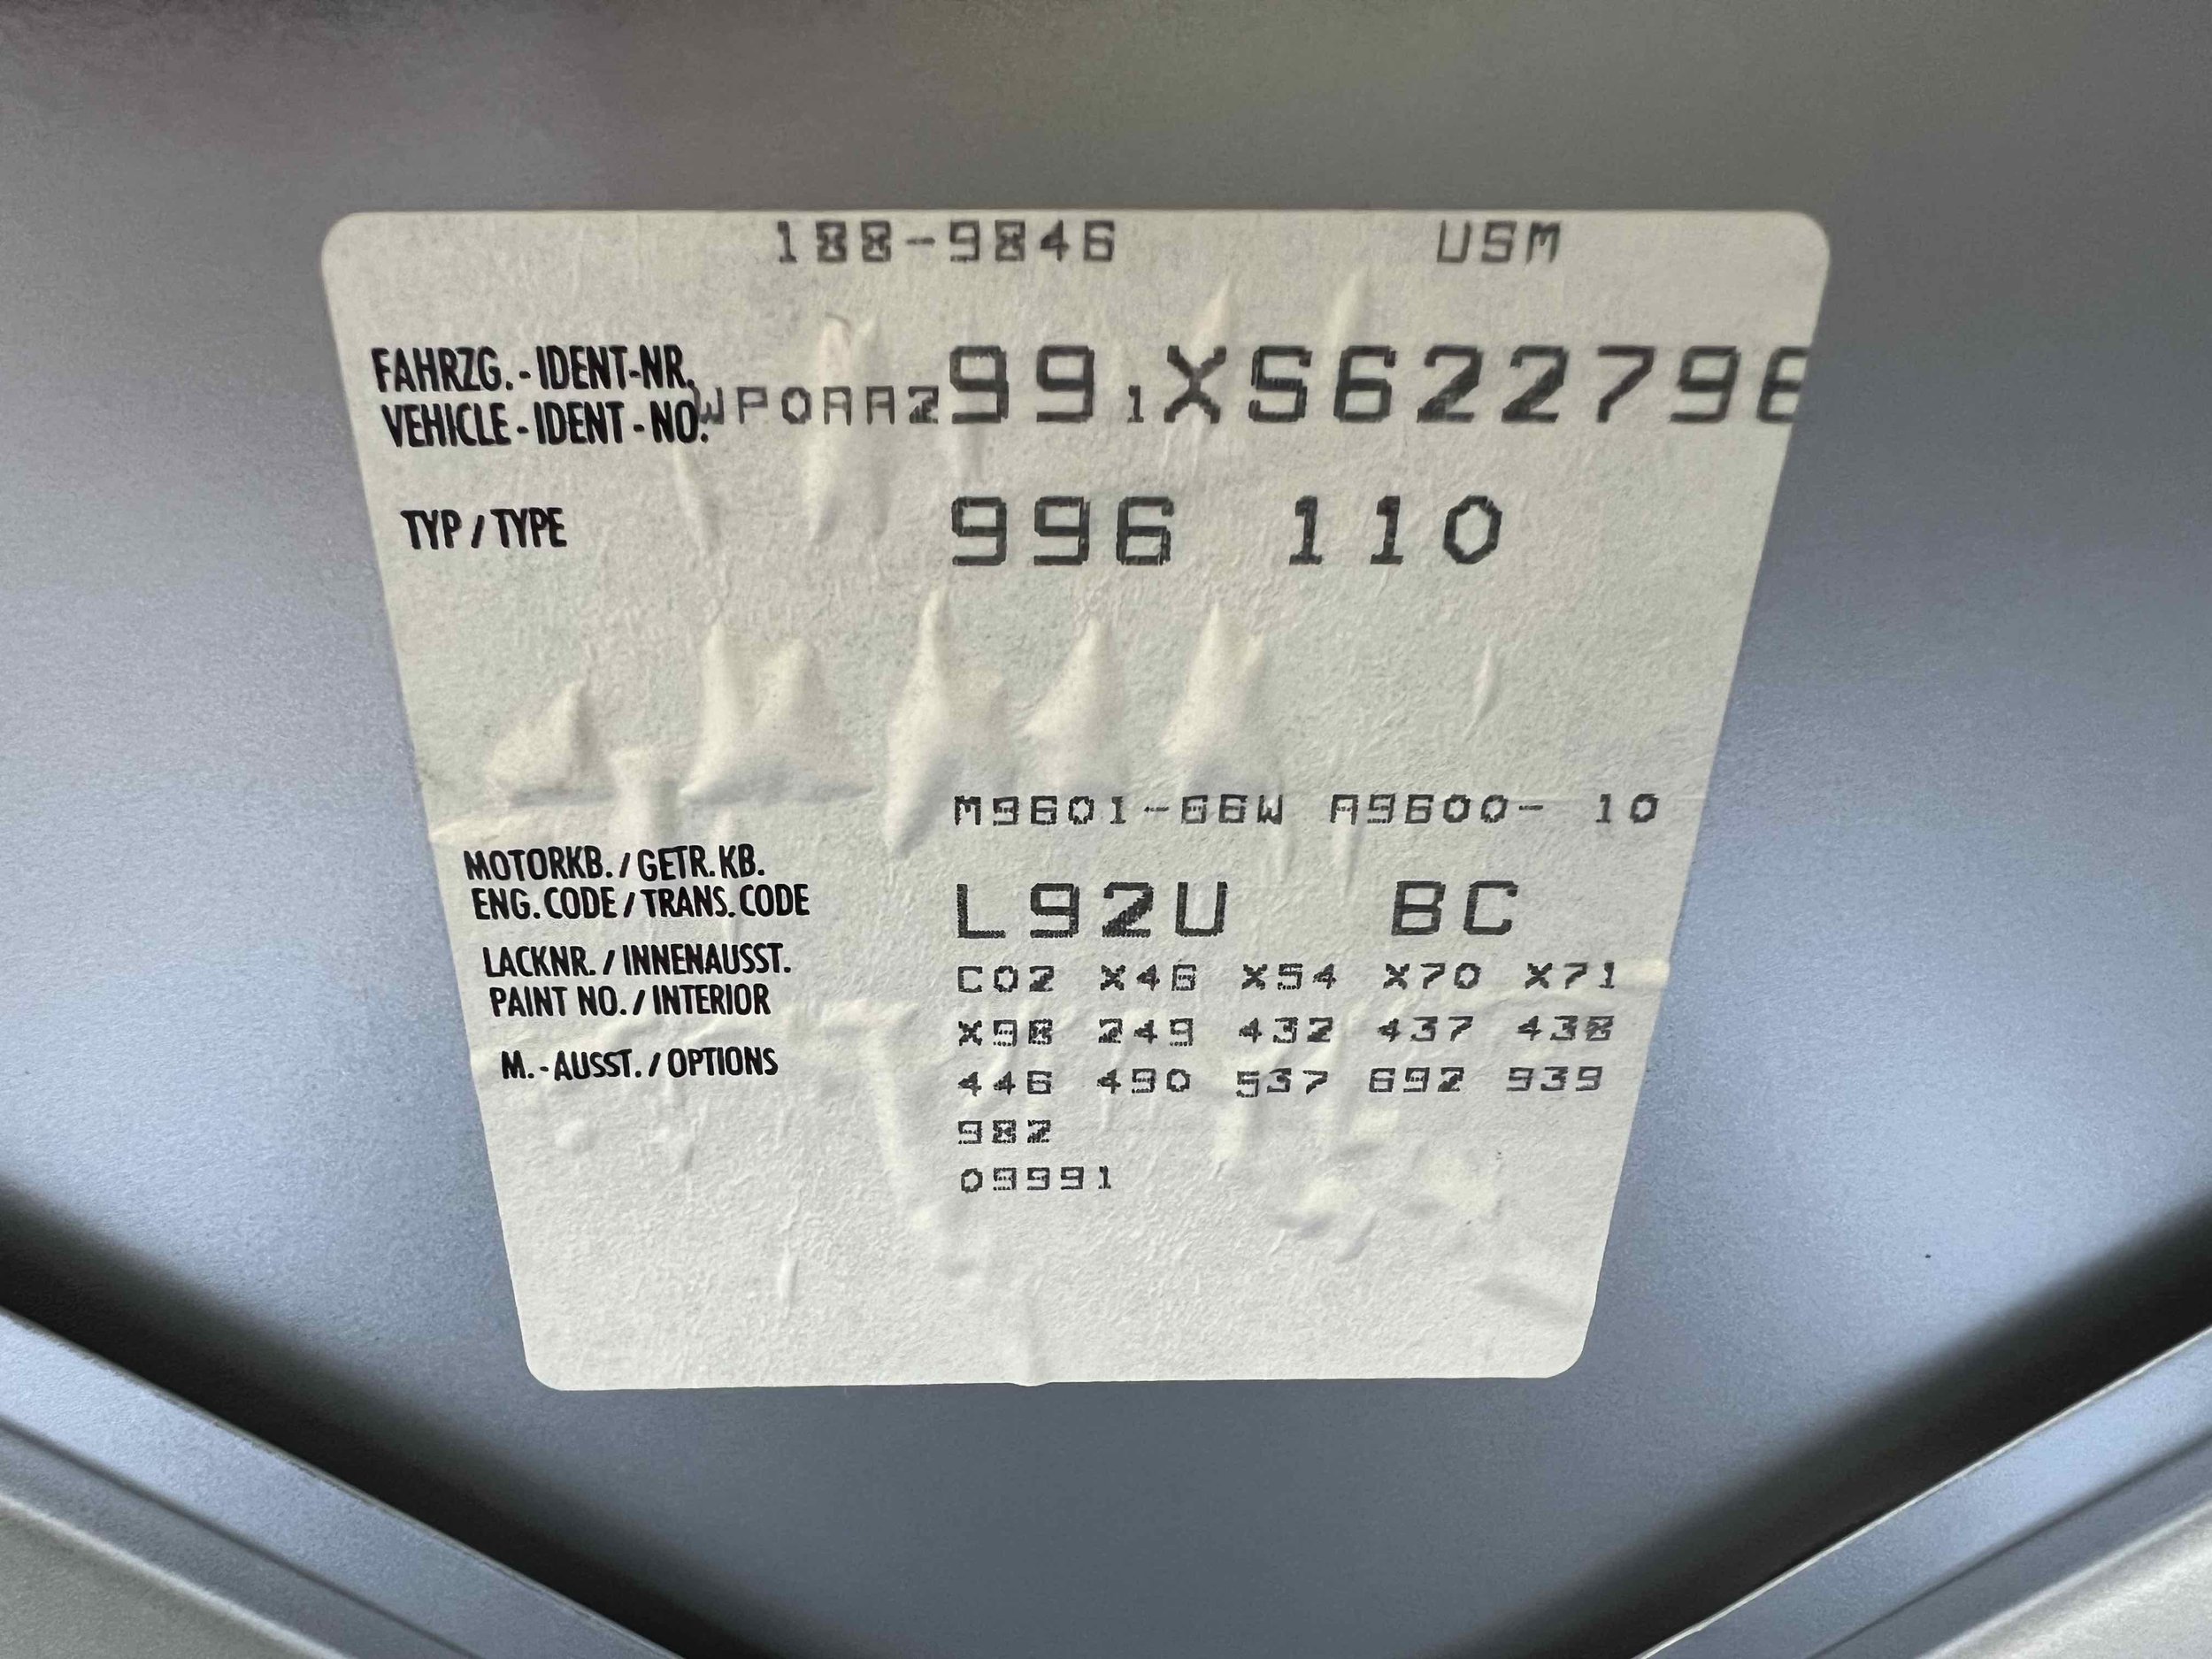 188-9846 USM
FAHRZG.-IDENT-NR.
VEHICLE-IDENT-NO. WP0AA2991XS622796
TYP / TYPE 996 110
M9601-66W A9600- 10
MOTORKB. / GETR. KB.
ENG. CODE / TRANS. CODE L92U BC
LACKNR. / INNENAUSST. C02 X46 X54 X70 X71
PAINT NO. / INTERIOR X98 249 432 437 438
M.-AUSST. / OPTIONS 446 490 537 692 939
982
09991